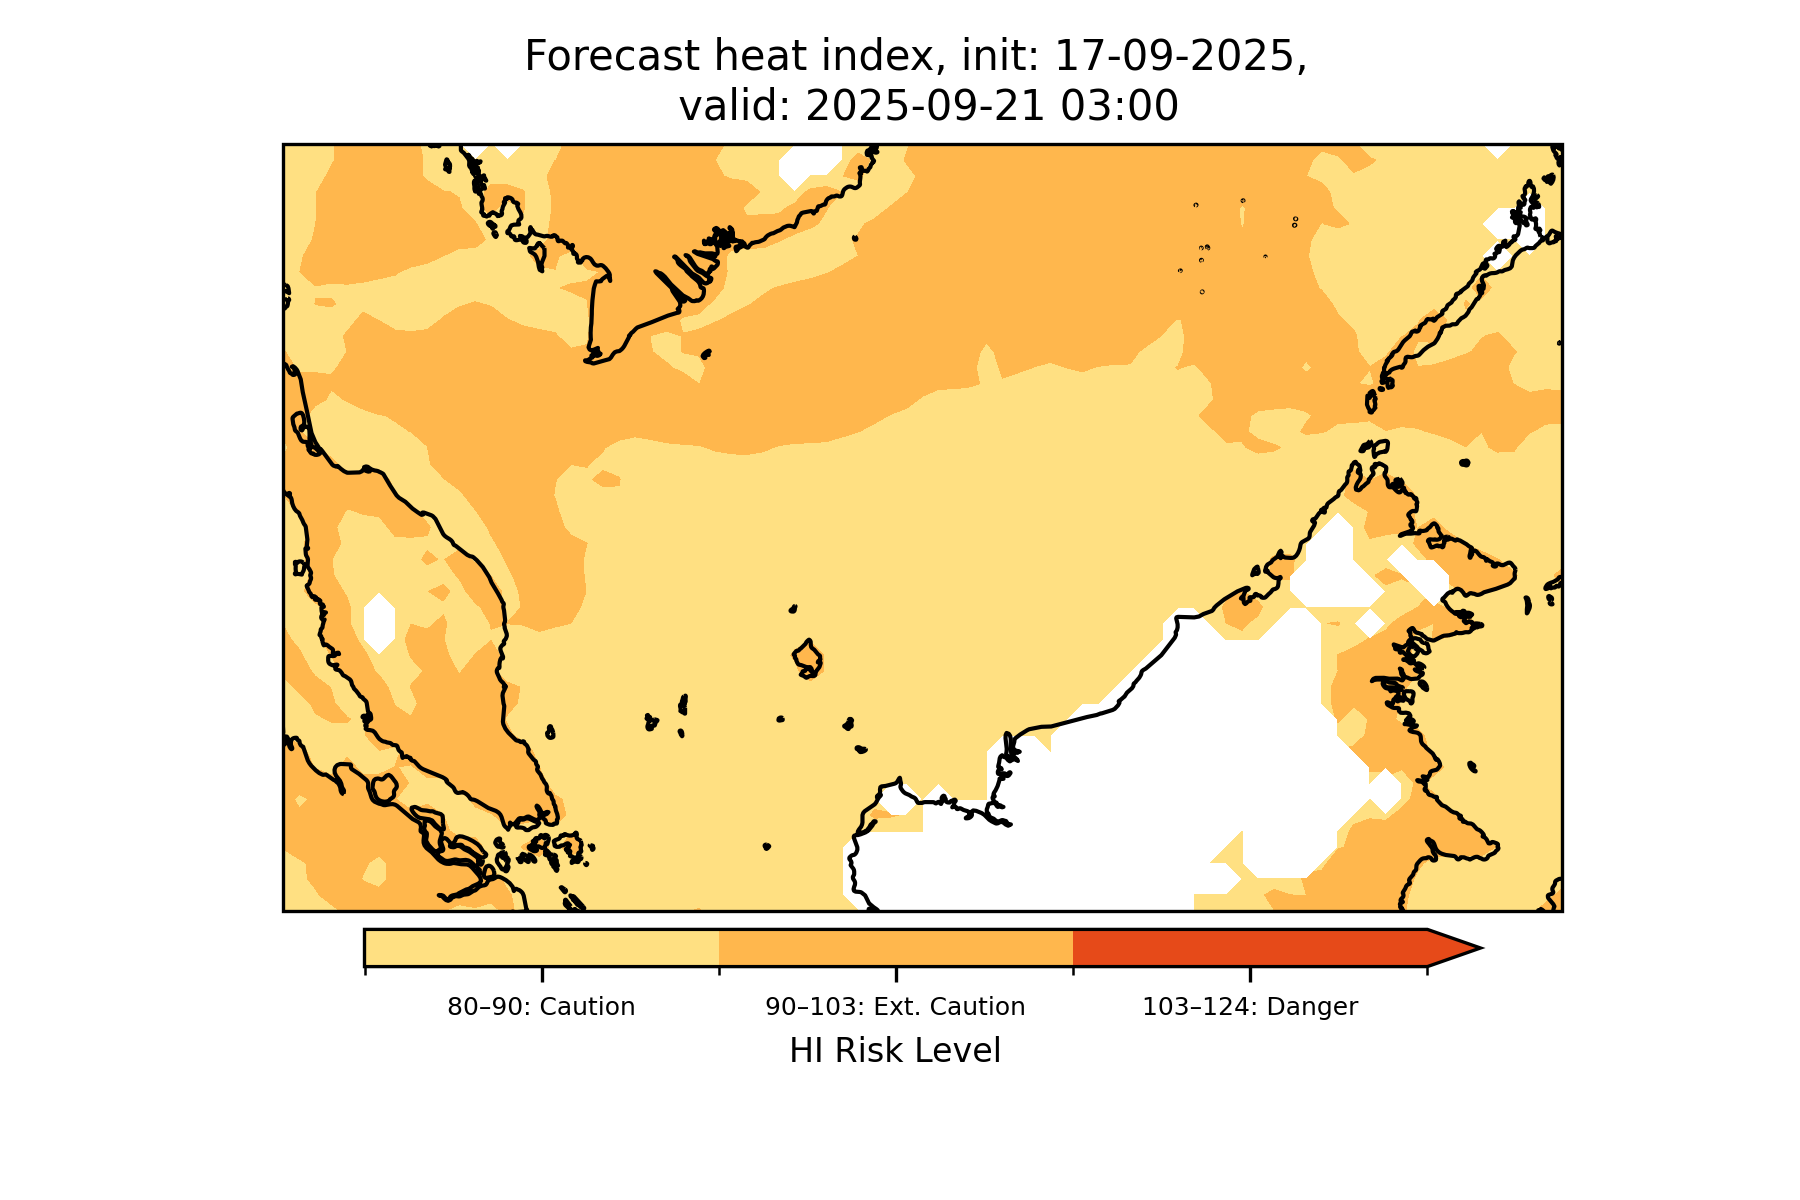 Forecast heat index, init: 17-09-2025,
valid: 2025-09-21 03:00
80–90: Caution
90–103: Ext. Caution
103–124: Danger
HI Risk Level